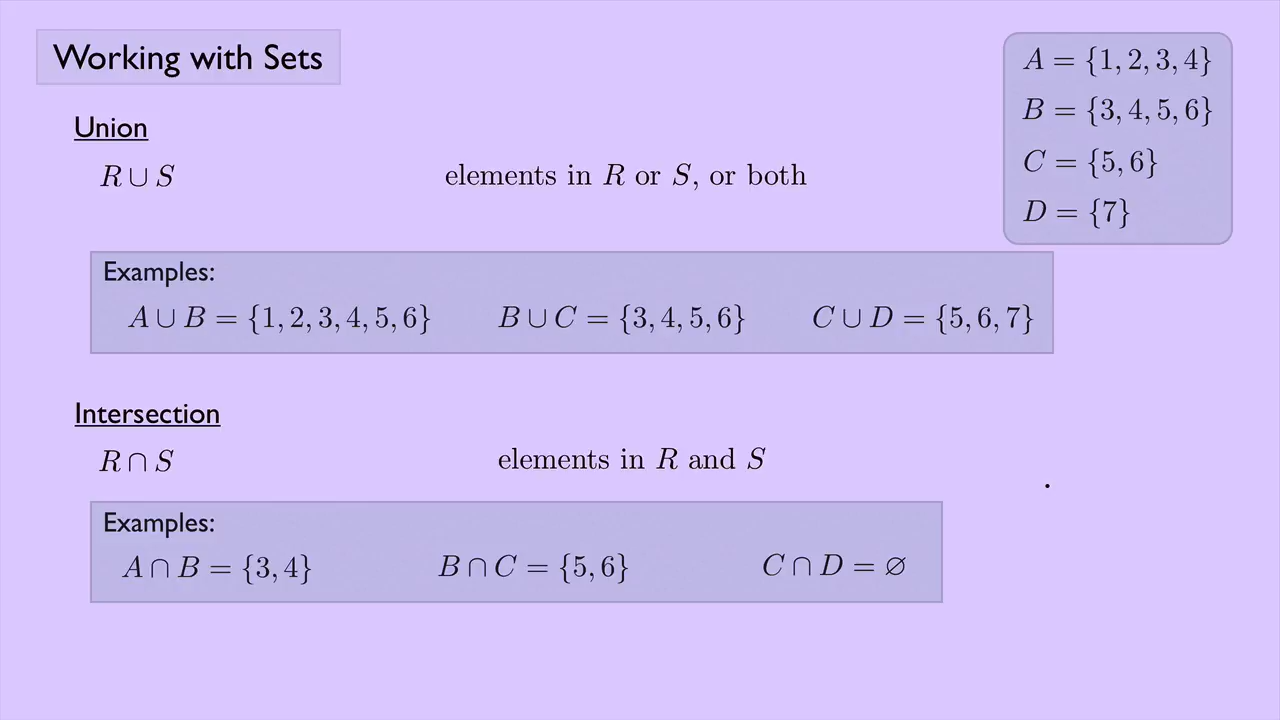 Working with Sets
A = {1, 2, 3, 4}
B = {3, 4, 5, 6}
C = {5, 6}
D = {7}
Union
R ∪ S elements in R or S, or both
Examples:
A ∪ B = {1, 2, 3, 4, 5, 6} B ∪ C = {3, 4, 5, 6} C ∪ D = {5, 6, 7}
Intersection
R ∩ S elements in R and S
.
Examples:
A ∩ B = {3, 4} B ∩ C = {5, 6} C ∩ D = ∅